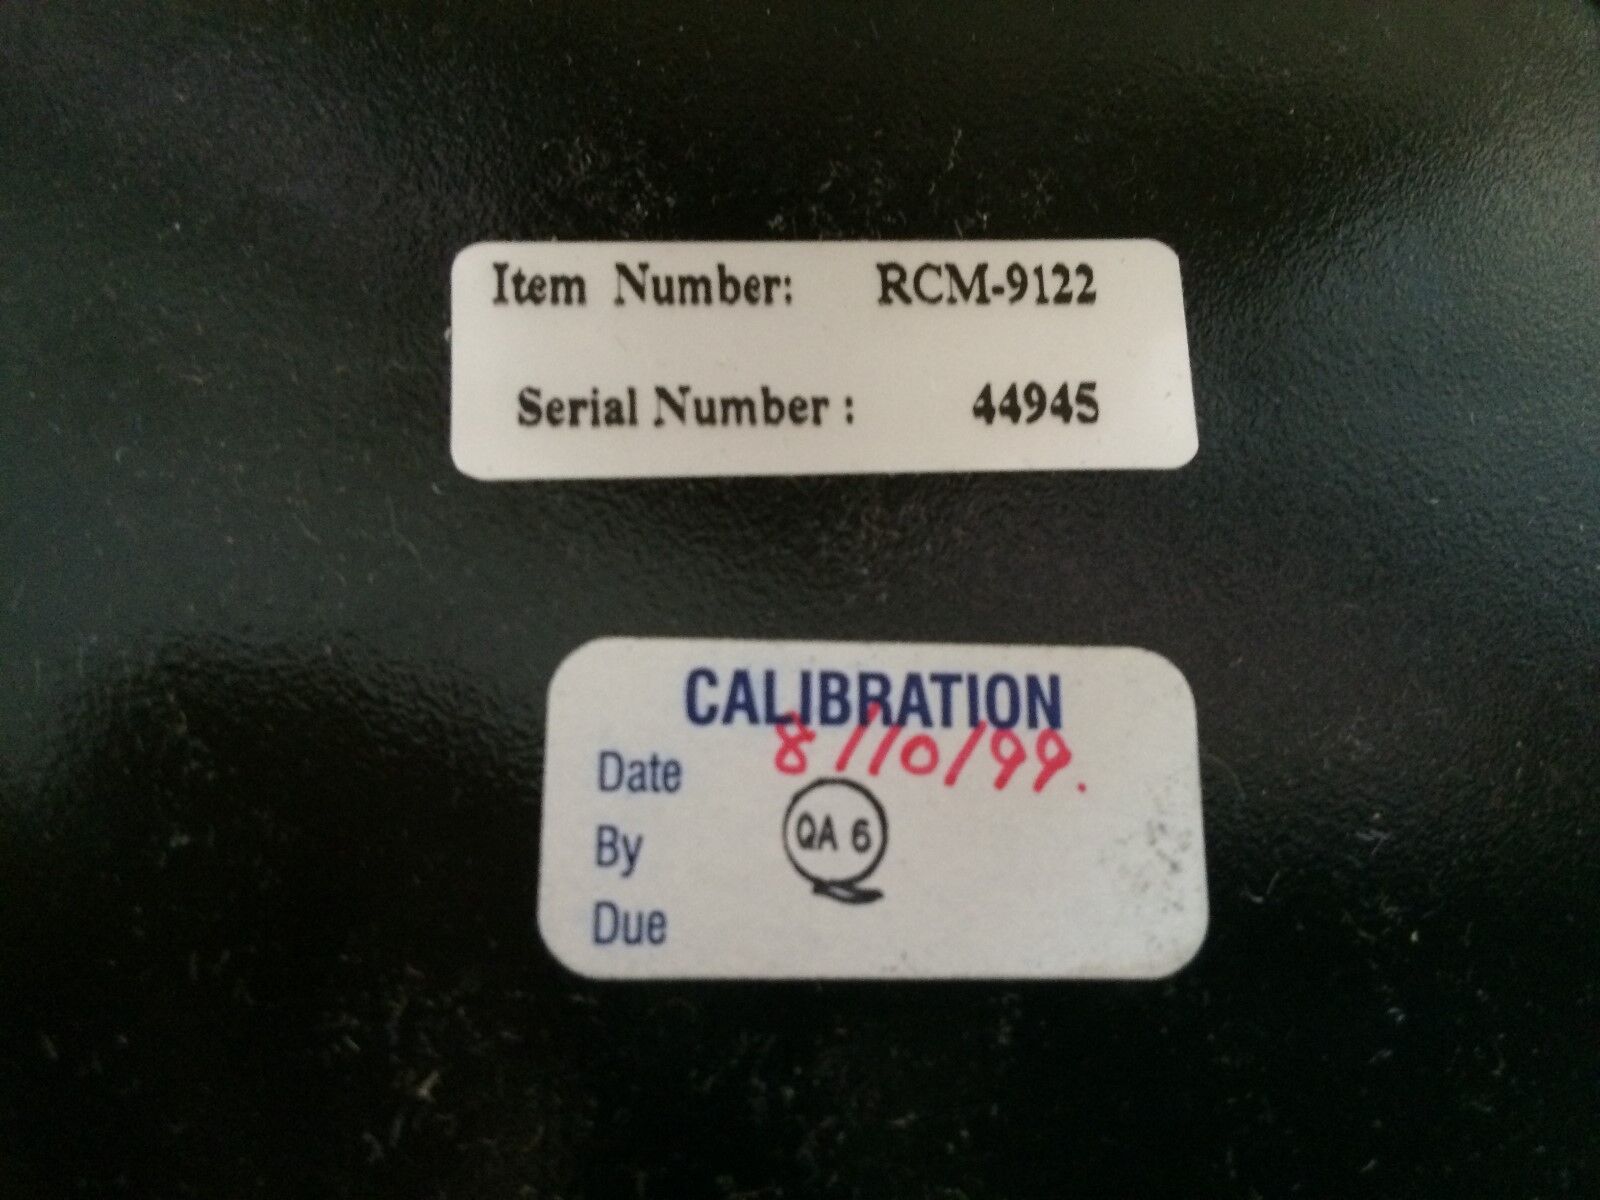 Item Number: RCM-9122
Serial Number : 44945
CALIBRATION
Date 8/10/99.
By QA 6
Due